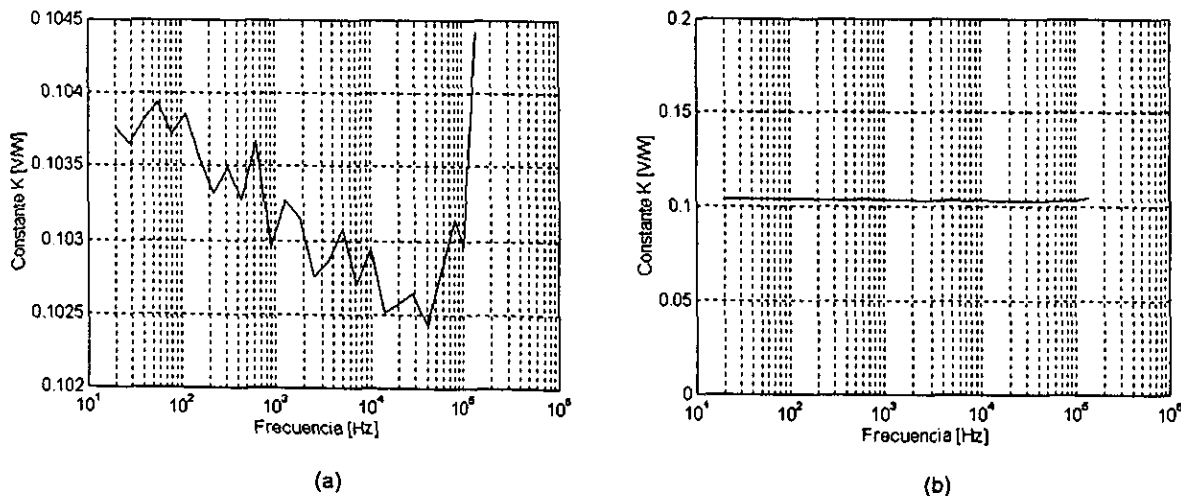 0.1045
0.104
0.1035
0.103
0.1025
0.102
Constante K [V/W]
10¹ 10² 10³ 10⁴ 10⁵ 10⁶
Frecuencia [Hz]
(a)
0.2
0.15
0.1
0.05
0
Constante K [V/W]
10¹ 10² 10³ 10⁴ 10⁵ 10⁶
Frecuencia [Hz]
(b)